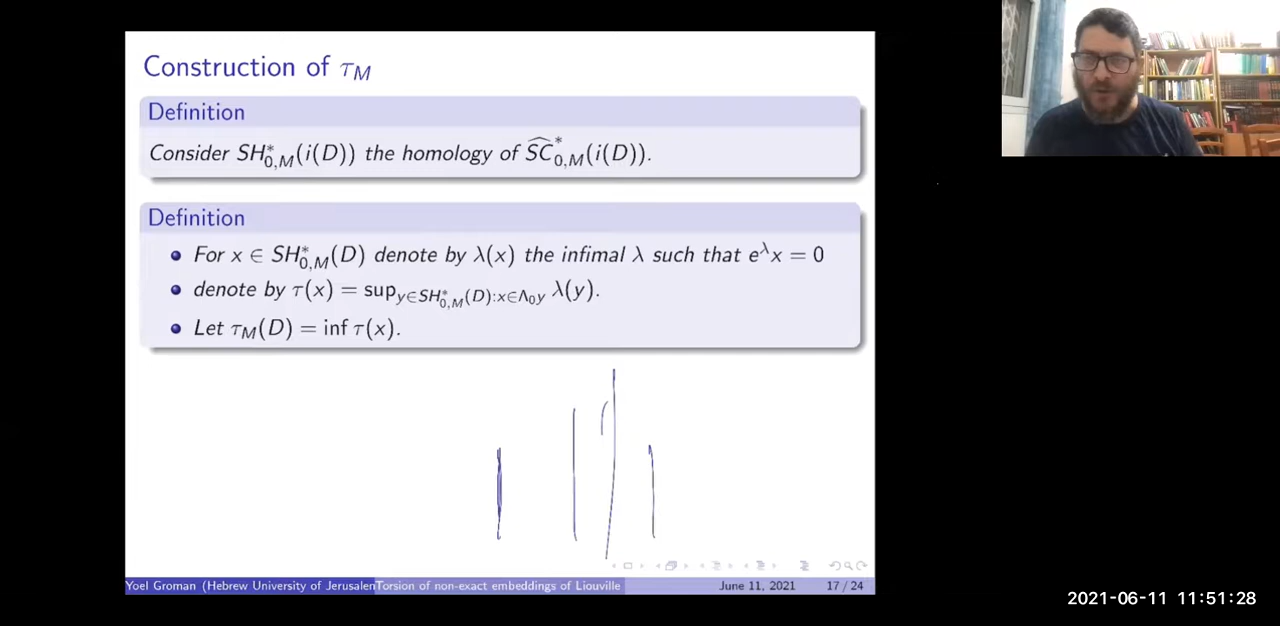 Construction of τ_M
Definition
Consider SH*_{0,M}(i(D)) the homology of \widehat{SC}*_{0,M}(i(D)).
Definition
• For x ∈ SH*_{0,M}(D) denote by λ(x) the infimal λ such that e^λ x = 0
• denote by τ(x) = sup_{y∈SH*_{0,M}(D):x∈Λ_0 y} λ(y).
• Let τ_M(D) = inf τ(x).
Yoel Groman (Hebrew University of Jerusalem Torsion of non-exact embeddings of Liouville June 11, 2021 17 / 24
2021-06-11 11:51:28